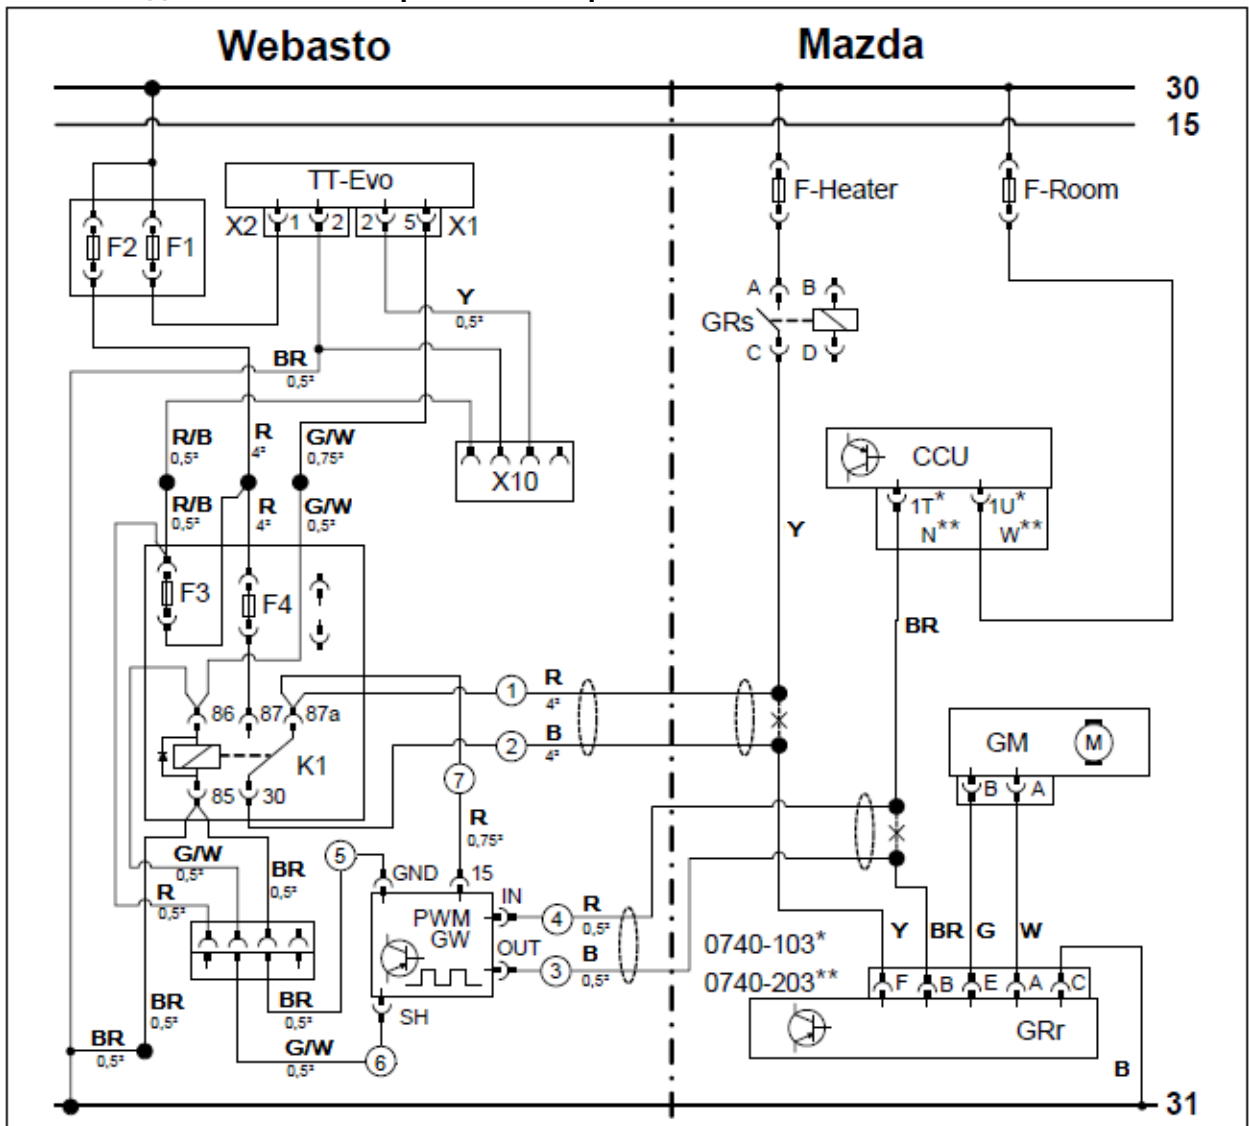 Webasto
Mazda
30
15
TT-Evo
X2 1 2 2 5 X1
F2 F1
F-Heater
F-Room
Y
0,5²
A B
GRs
C D
BR
0,5²
R/B
0,5²
R
4²
G/W
0,75²
X10
CCU
1T* 1U*
N** W**
R/B
0,5²
R
4²
G/W
0,5²
Y
F3
F4
BR
1
R
4²
2
B
4²
86 87 87a
K1
85 30
7
GM M
B A
R
0,75²
G/W
0,5²
BR
0,5²
R
0,5²
5
GND 15
IN
PWM
GW
OUT
SH
4
R
0,5²
3
B
0,5²
0740-103*
0740-203**
Y BR G W
F B E A C
GRr
B
BR
0,5²
BR
0,5²
BR
0,5²
G/W
0,5²
6
31